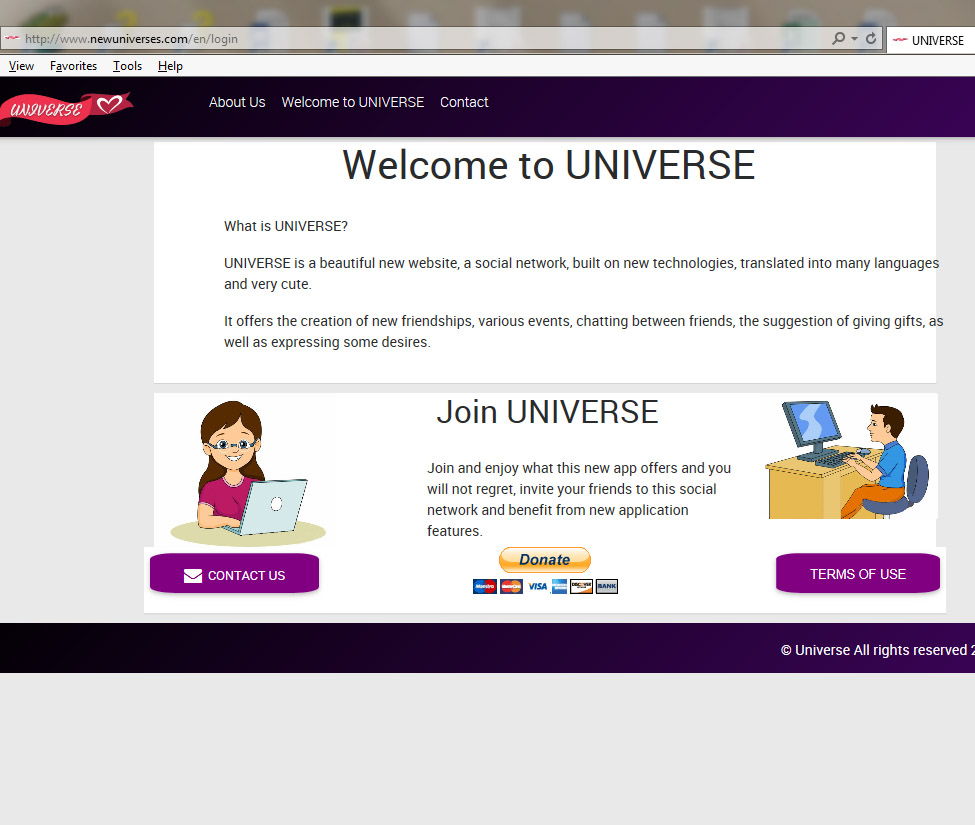 http://www.newuniverses.com/en/login
UNIVERSE
View Favorites Tools Help
UNIVERSE
About Us Welcome to UNIVERSE Contact
Welcome to UNIVERSE
What is UNIVERSE?
UNIVERSE is a beautiful new website, a social network, built on new technologies, translated into many languages
and very cute.
It offers the creation of new friendships, various events, chatting between friends, the suggestion of giving gifts, as
well as expressing some desires.
Join UNIVERSE
Join and enjoy what this new app offers and you
will not regret, invite your friends to this social
network and benefit from new application
features.
Donate
Maestro MasterCard VISA DISCOVER BANK
CONTACT US
TERMS OF USE
© Universe All rights reserved 2